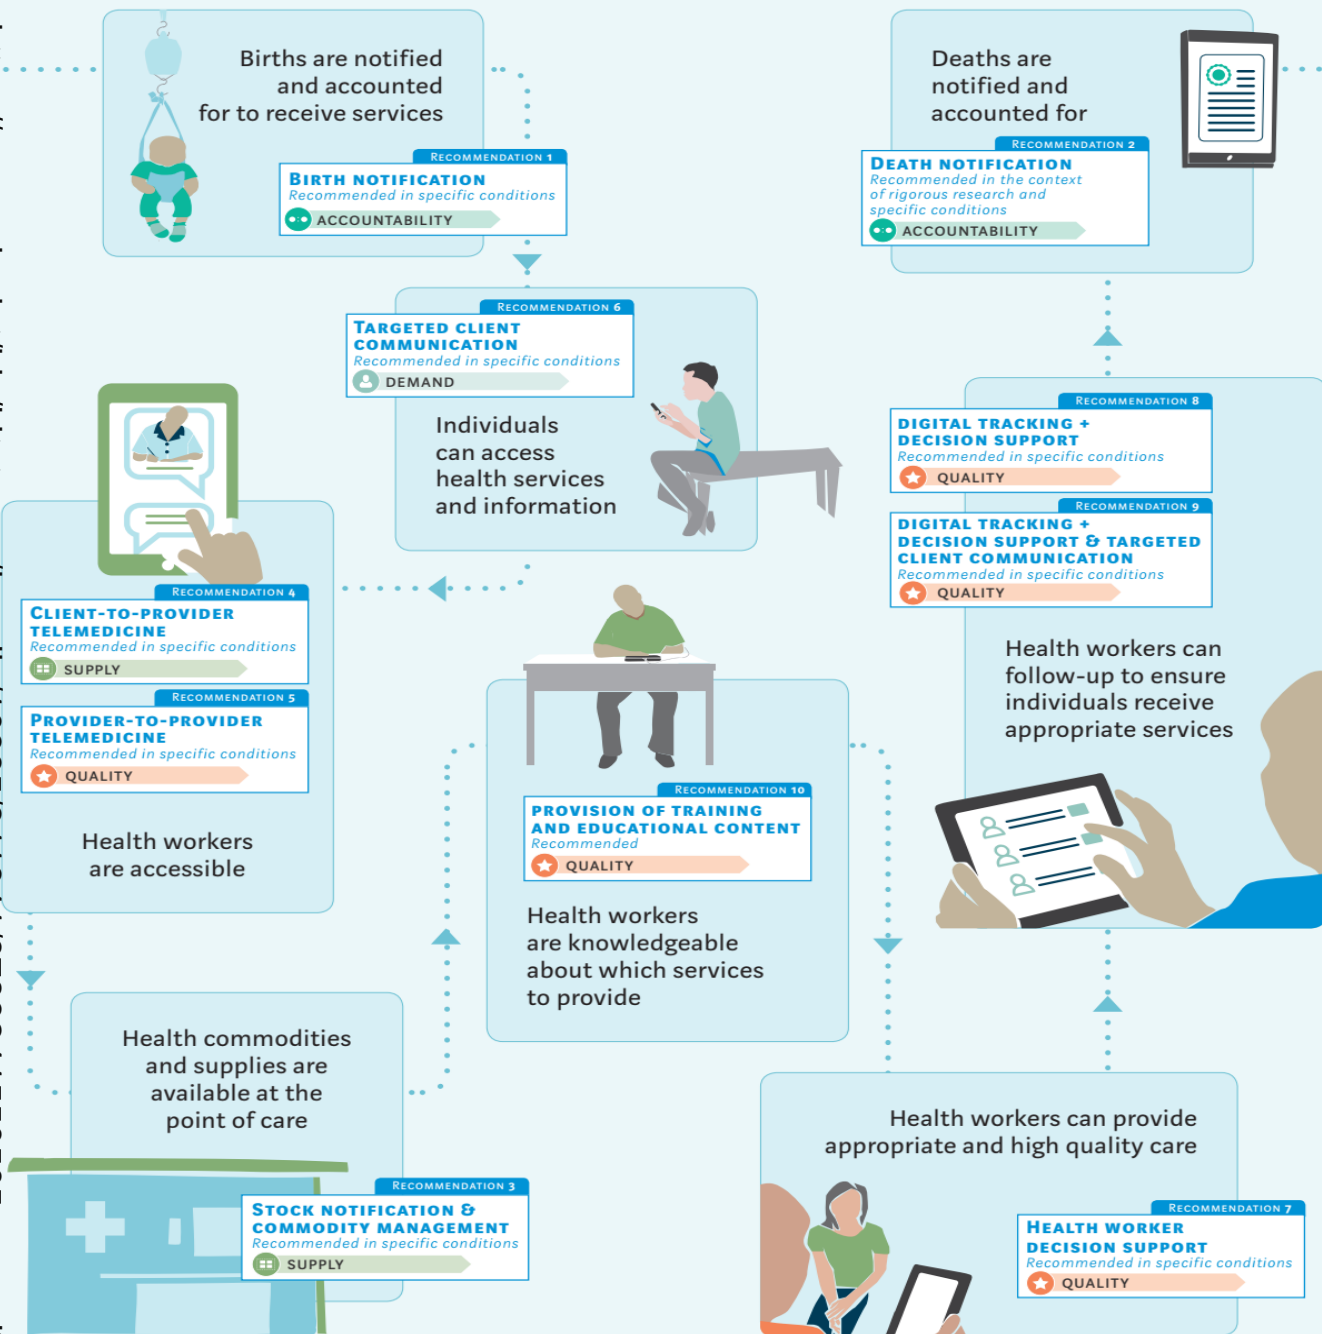 Births are notified
and accounted
for to receive services
RECOMMENDATION 1
BIRTH NOTIFICATION
Recommended in specific conditions
ACCOUNTABILITY
Deaths are
notified and
accounted for
RECOMMENDATION 2
DEATH NOTIFICATION
Recommended in the context
of rigorous research and
specific conditions
ACCOUNTABILITY
RECOMMENDATION 6
TARGETED CLIENT
COMMUNICATION
Recommended in specific conditions
DEMAND
Individuals
can access
health services
and information
RECOMMENDATION 8
DIGITAL TRACKING +
DECISION SUPPORT
Recommended in specific conditions
QUALITY
RECOMMENDATION 9
DIGITAL TRACKING +
DECISION SUPPORT & TARGETED
CLIENT COMMUNICATION
Recommended in specific conditions
QUALITY
Health workers can
follow-up to ensure
individuals receive
appropriate services
RECOMMENDATION 4
CLIENT-TO-PROVIDER
TELEMEDICINE
Recommended in specific conditions
SUPPLY
RECOMMENDATION 5
PROVIDER-TO-PROVIDER
TELEMEDICINE
Recommended in specific conditions
QUALITY
Health workers
are accessible
RECOMMENDATION 10
PROVISION OF TRAINING
AND EDUCATIONAL CONTENT
Recommended
QUALITY
Health workers
are knowledgeable
about which services
to provide
Health commodities
and supplies are
available at the
point of care
RECOMMENDATION 3
STOCK NOTIFICATION &
COMMODITY MANAGEMENT
Recommended in specific conditions
SUPPLY
Health workers can provide
appropriate and high quality care
RECOMMENDATION 7
HEALTH WORKER
DECISION SUPPORT
Recommended in specific conditions
QUALITY